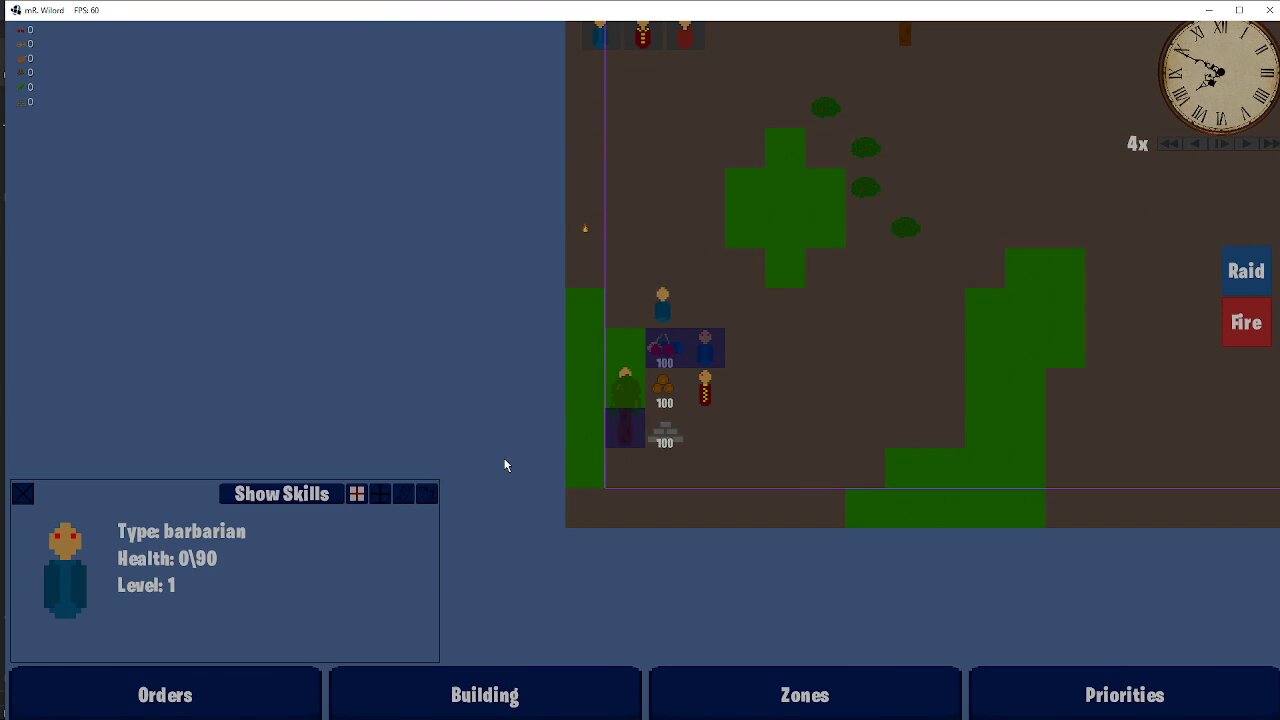 mR. Wilord FPS: 60
0
0
0
0
0
0
XII
4x
Raid
Fire
100
100
100
Show Skills
Type: barbarian
Health: 0\90
Level: 1
Orders
Building
Zones
Priorities